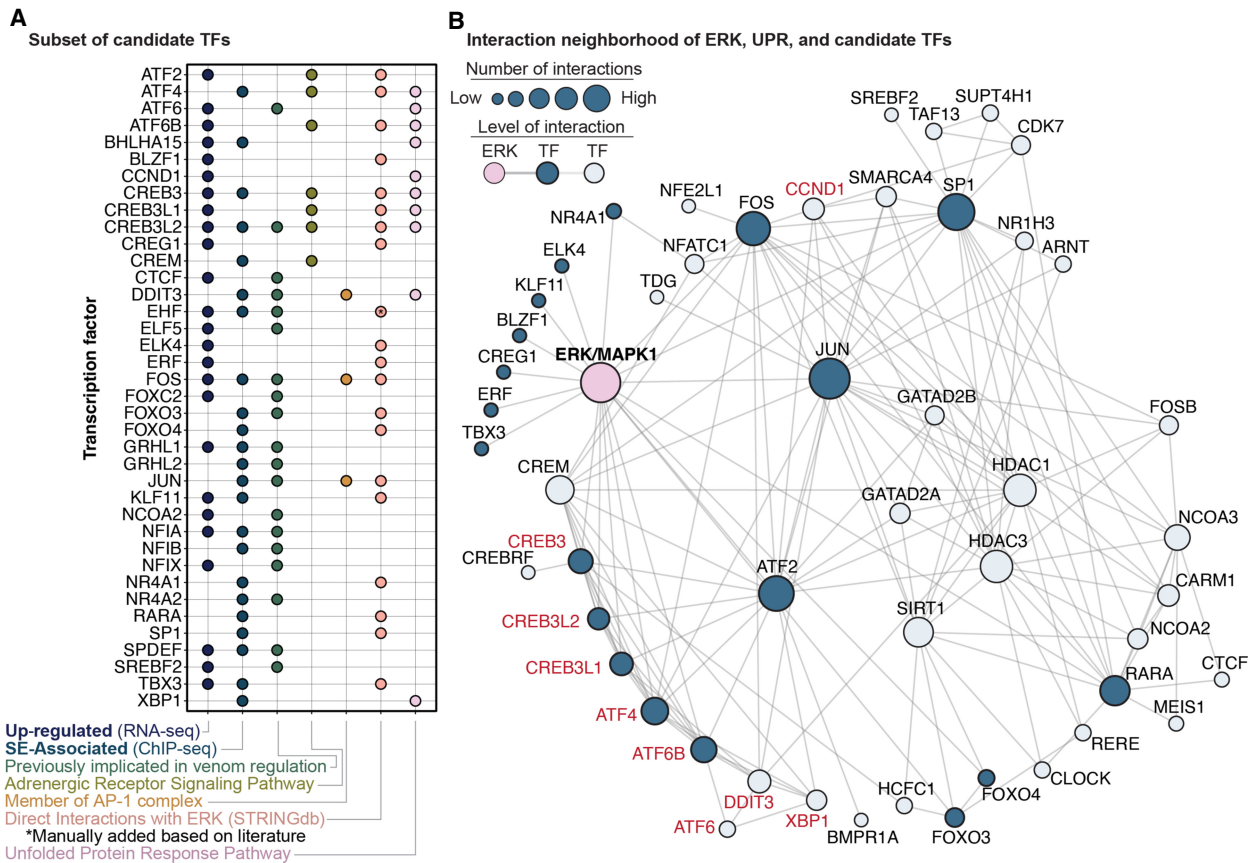 A
Subset of candidate TFs
Transcription factor
ATF2
ATF4
ATF6
ATF6B
BHLHA15
BLZF1
CCND1
CREB3
CREB3L1
CREB3L2
CREG1
CREM
CTCF
DDIT3
EHF
*
ELF5
ELK4
ERF
FOS
FOXC2
FOXO3
FOXO4
GRHL1
GRHL2
JUN
KLF11
NCOA2
NFIA
NFIB
NFIX
NR4A1
NR4A2
RARA
SP1
SPDEF
SREBF2
TBX3
XBP1
Up-regulated (RNA-seq)
SE-Associated (ChIP-seq)
Previously implicated in venom regulation
Adrenergic Receptor Signaling Pathway
Member of AP-1 complex
Direct Interactions with ERK (STRINGdb)
*Manually added based on literature
Unfolded Protein Response Pathway
B
Interaction neighborhood of ERK, UPR, and candidate TFs
Number of interactions
Low High
Level of interaction
ERK TF TF
SREBF2
TAF13
SUPT4H1
CDK7
NFE2L1
CCND1
SMARCA4
SP1
NR4A1
FOS
NR1H3
ELK4
NFATC1
ARNT
KLF11
TDG
BLZF1
CREG1
ERK/MAPK1
JUN
ERF
GATAD2B
FOSB
TBX3
CREM
HDAC1
GATAD2A
NCOA3
CREB3
HDAC3
CREBRF
ATF2
CARM1
CREB3L2
SIRT1
NCOA2
CREB3L1
CTCF
RARA
ATF4
MEIS1
ATF6B
RERE
CLOCK
DDIT3
HCFC1
FOXO4
ATF6
XBP1
BMPR1A
FOXO3